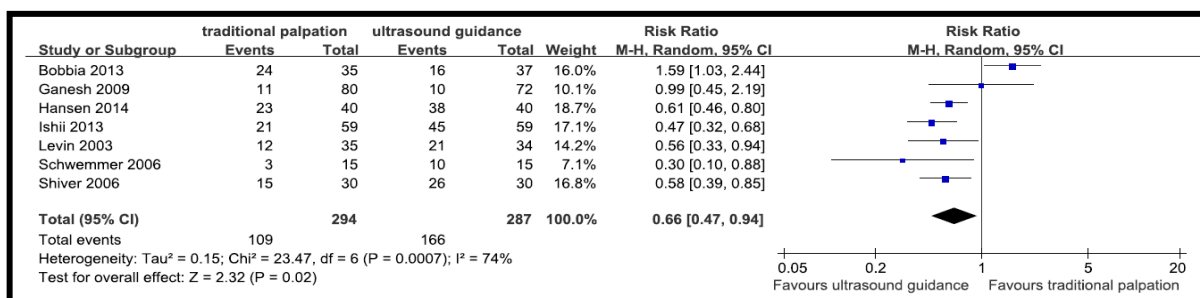 traditional palpation ultrasound guidance Risk Ratio Risk Ratio
Study or Subgroup Events Total Events Total Weight M-H, Random, 95% CI M-H, Random, 95% CI
Bobbia 2013 24 35 16 37 16.0% 1.59 [1.03, 2.44]
Ganesh 2009 11 80 10 72 10.1% 0.99 [0.45, 2.19]
Hansen 2014 23 40 38 40 18.7% 0.61 [0.46, 0.80]
Ishii 2013 21 59 45 59 17.1% 0.47 [0.32, 0.68]
Levin 2003 12 35 21 34 14.2% 0.56 [0.33, 0.94]
Schwemmer 2006 3 15 10 15 7.1% 0.30 [0.10, 0.88]
Shiver 2006 15 30 26 30 16.8% 0.58 [0.39, 0.85]
Total (95% CI) 294 287 100.0% 0.66 [0.47, 0.94]
Total events 109 166
Heterogeneity: Tau² = 0.15; Chi² = 23.47, df = 6 (P = 0.0007); I² = 74%
Test for overall effect: Z = 2.32 (P = 0.02)
0.05 0.2 1 5 20
Favours ultrasound guidance Favours traditional palpation